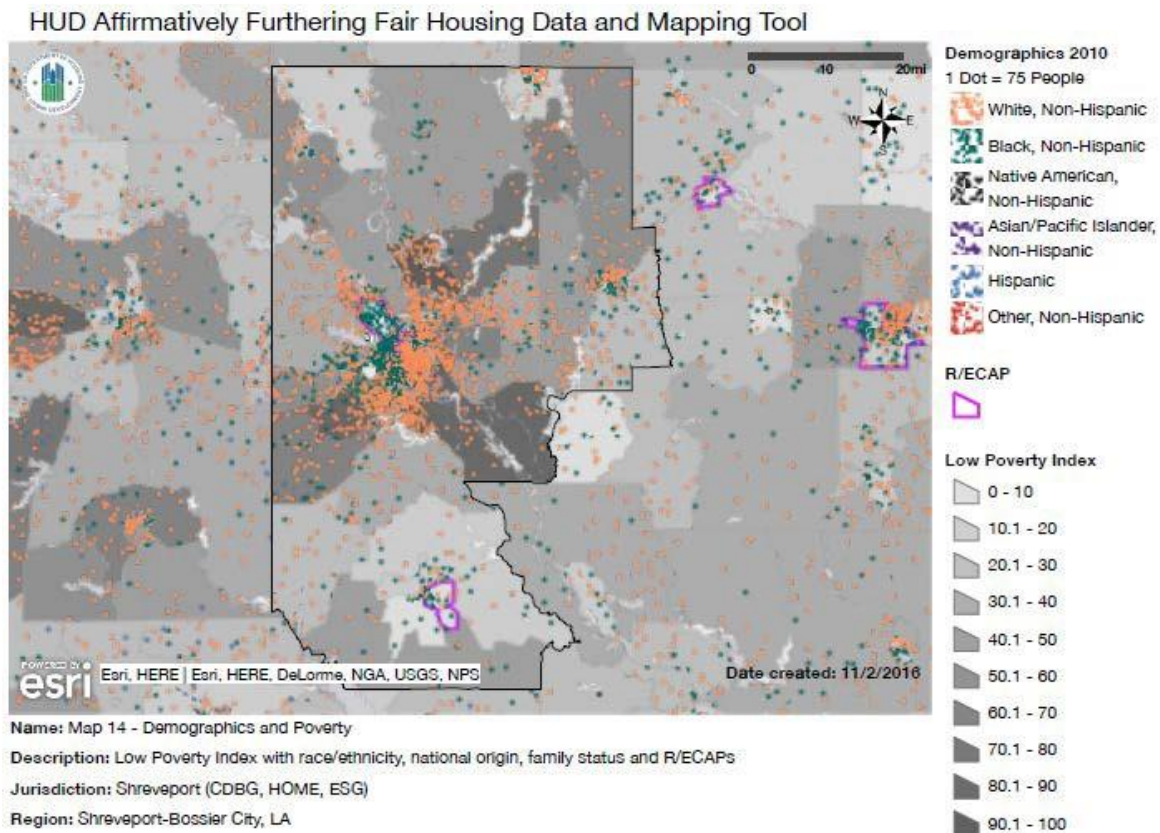 HUD Affirmatively Furthering Fair Housing Data and Mapping Tool
0 10 20mi
N
W E
S
Demographics 2010
1 Dot = 75 People
White, Non-Hispanic
Black, Non-Hispanic
Native American,
Non-Hispanic
Asian/Pacific Islander,
Non-Hispanic
Hispanic
Other, Non-Hispanic
R/ECAP
Low Poverty Index
0 - 10
10.1 - 20
20.1 - 30
30.1 - 40
40.1 - 50
50.1 - 60
60.1 - 70
70.1 - 80
80.1 - 90
90.1 - 100
POWERED BY
esri
Esri, HERE | Esri, HERE, DeLorme, NGA, USGS, NPS
Date created: 11/2/2016
Name: Map 14 - Demographics and Poverty
Description: Low Poverty Index with race/ethnicity, national origin, family status and R/ECAPs
Jurisdiction: Shreveport (CDBG, HOME, ESG)
Region: Shreveport-Bossier City, LA